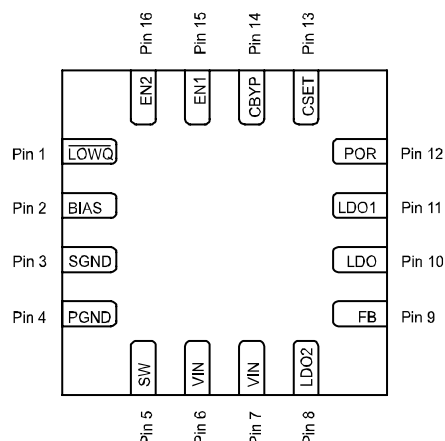 Pin 16 Pin 15 Pin 14 Pin 13
EN2 EN1 CBYP CSET
Pin 1 LOWQ POR Pin 12
Pin 2 BIAS LDO1 Pin 11
Pin 3 SGND LDO Pin 10
Pin 4 PGND FB Pin 9
SW VIN VIN LDO2
Pin 5 Pin 6 Pin 7 Pin 8